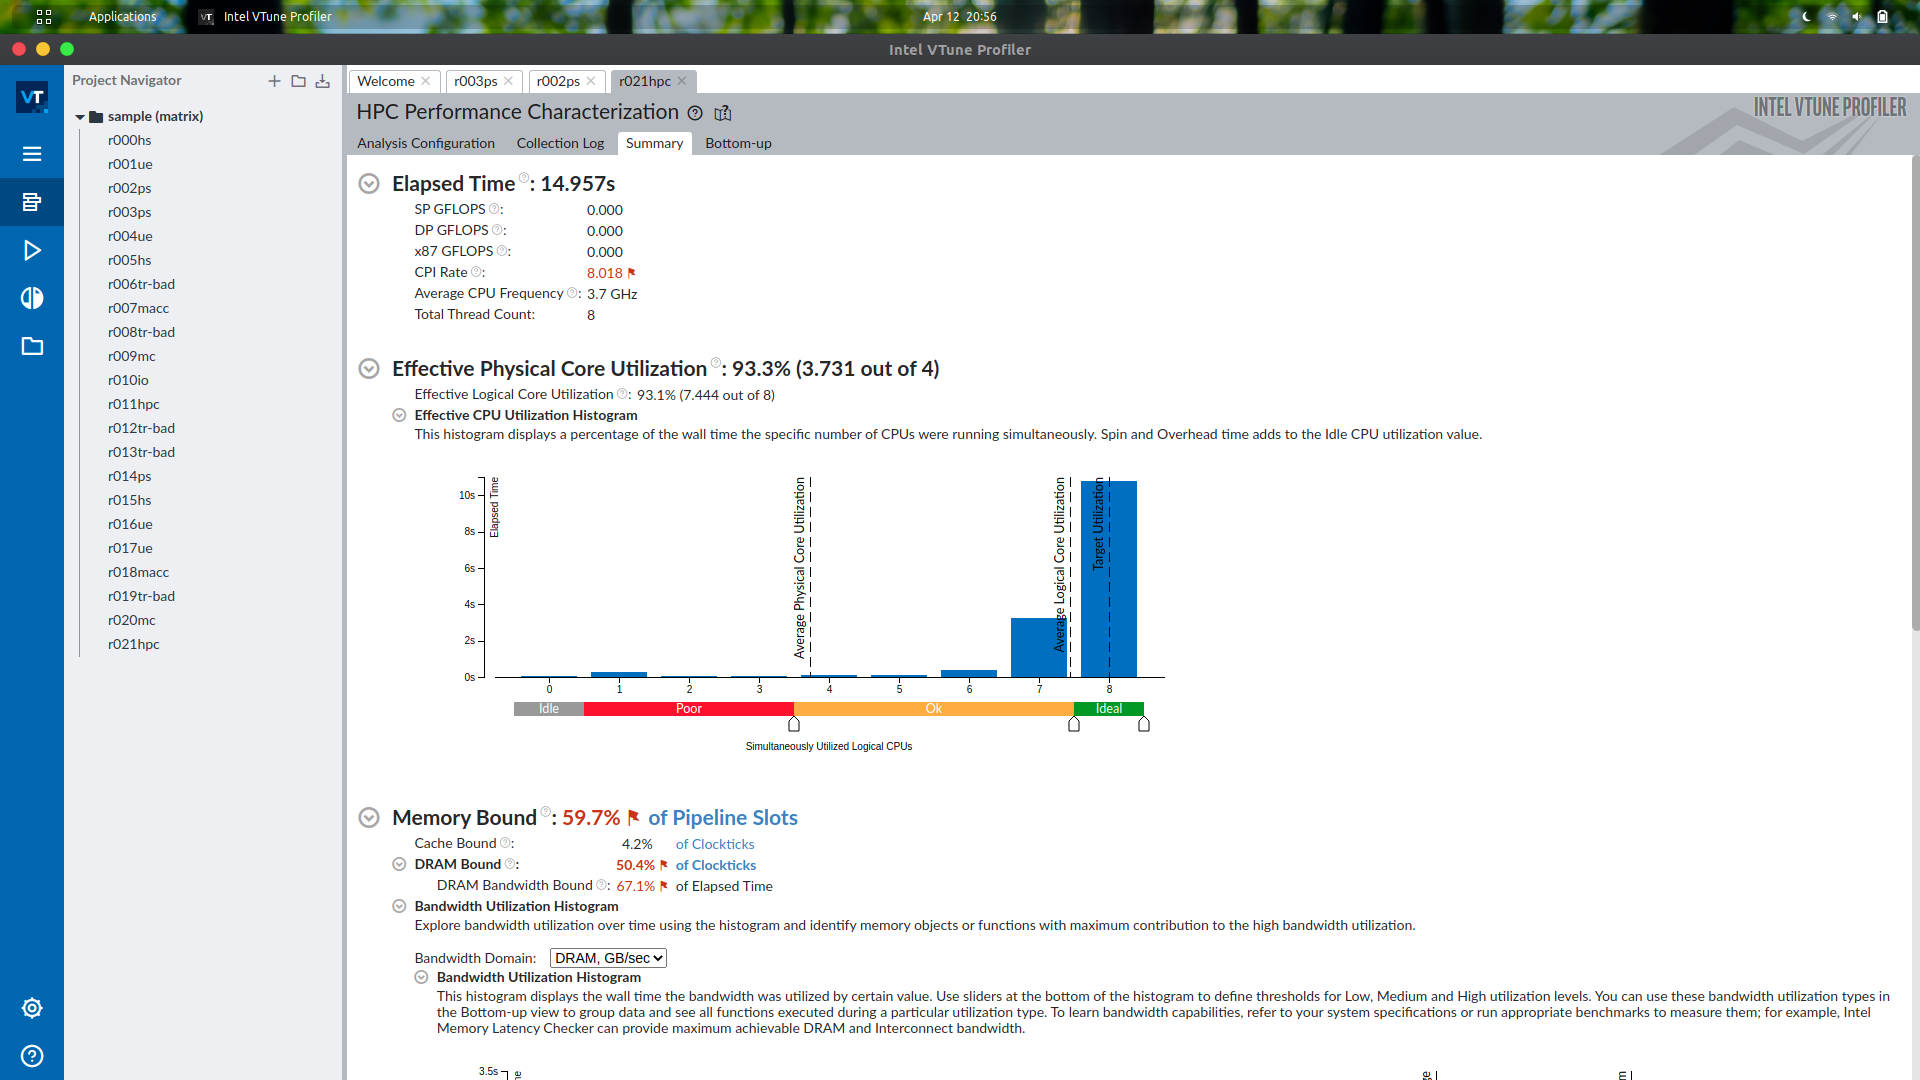 Applications
Intel VTune Profiler
Apr 12 20:56
Intel VTune Profiler
VT
Project Navigator
sample (matrix)
r000hs
r001ue
r002ps
r003ps
r004ue
r005hs
r006tr-bad
r007macc
r008tr-bad
r009mc
r010io
r011hpc
r012tr-bad
r013tr-bad
r014ps
r015hs
r016ue
r017ue
r018macc
r019tr-bad
r020mc
r021hpc
Welcome
r003ps
r002ps
r021hpc
HPC Performance Characterization
INTEL VTUNE PROFILER
Analysis Configuration
Collection Log
Summary
Bottom-up
Elapsed Time : 14.957s
SP GFLOPS : 0.000
DP GFLOPS : 0.000
x87 GFLOPS : 0.000
CPI Rate : 8.018
Average CPU Frequency : 3.7 GHz
Total Thread Count: 8
Effective Physical Core Utilization : 93.3% (3.731 out of 4)
Effective Logical Core Utilization : 93.1% (7.444 out of 8)
Effective CPU Utilization Histogram
This histogram displays a percentage of the wall time the specific number of CPUs were running simultaneously. Spin and Overhead time adds to the Idle CPU utilization value.
10s
8s
6s
4s
2s
0s
Elapsed Time
Average Physical Core Utilization
Average Logical Core Utilization
Target Utilization
0 1 2 3 4 5 6 7 8
Idle Poor Ok Ideal
Simultaneously Utilized Logical CPUs
Memory Bound : 59.7% of Pipeline Slots
Cache Bound : 4.2% of Clockticks
DRAM Bound : 50.4% of Clockticks
DRAM Bandwidth Bound : 67.1% of Elapsed Time
Bandwidth Utilization Histogram
Explore bandwidth utilization over time using the histogram and identify memory objects or functions with maximum contribution to the high bandwidth utilization.
Bandwidth Domain: DRAM, GB/sec
Bandwidth Utilization Histogram
This histogram displays the wall time the bandwidth was utilized by certain value. Use sliders at the bottom of the histogram to define thresholds for Low, Medium and High utilization levels. You can use these bandwidth utilization types in
the Bottom-up view to group data and see all functions executed during a particular utilization type. To learn bandwidth capabilities, refer to your system specifications or run appropriate benchmarks to measure them; for example, Intel
Memory Latency Checker can provide maximum achievable DRAM and Interconnect bandwidth.
3.5s